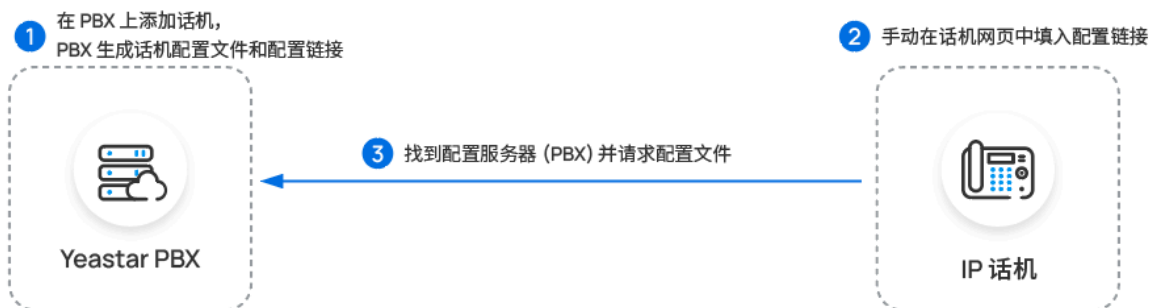 1
在 PBX 上添加话机，
PBX 生成话机配置文件和配置链接
2 手动在话机网页中填入配置链接
3 找到配置服务器 (PBX) 并请求配置文件
Yeastar PBX
IP 话机